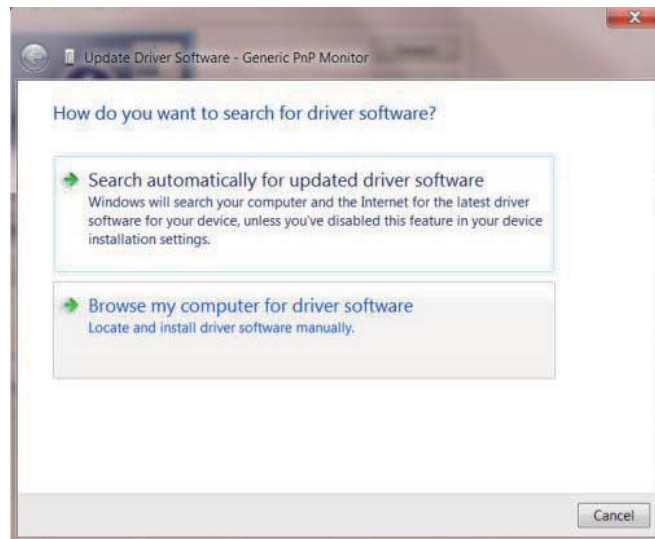 Update Driver Software - Generic PnP Monitor
How do you want to search for driver software?
Search automatically for updated driver software
Windows will search your computer and the Internet for the latest driver
software for your device, unless you've disabled this feature in your device
installation settings.
Browse my computer for driver software
Locate and install driver software manually.
Cancel